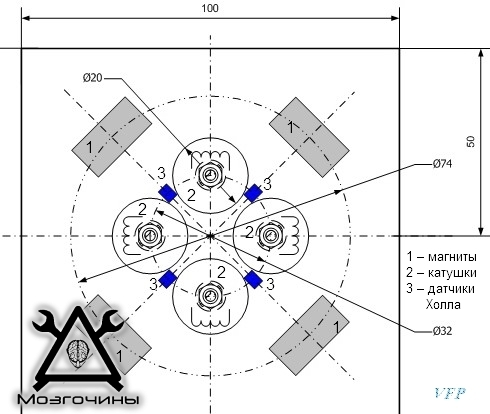 100
Ø20
1
1
50
3
3
2
Ø74
2
2
1 – магниты
2 – катушки
3 – датчики
Холла
3
2
3
Ø32
1
1
Мозгочины
VFP